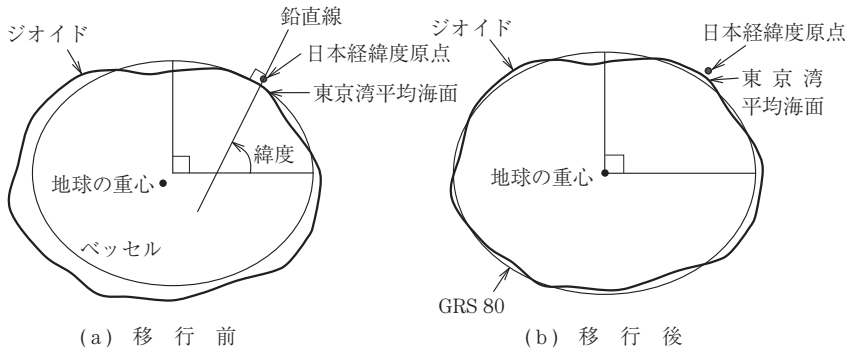 鉛直線
ジオイド
日本経緯度原点
東京湾平均海面
緯度
地球の重心
ベッセル
(a) 移 行 前
ジオイド
日本経緯度原点
東 京 湾
平均海面
地球の重心
GRS 80
(b) 移 行 後